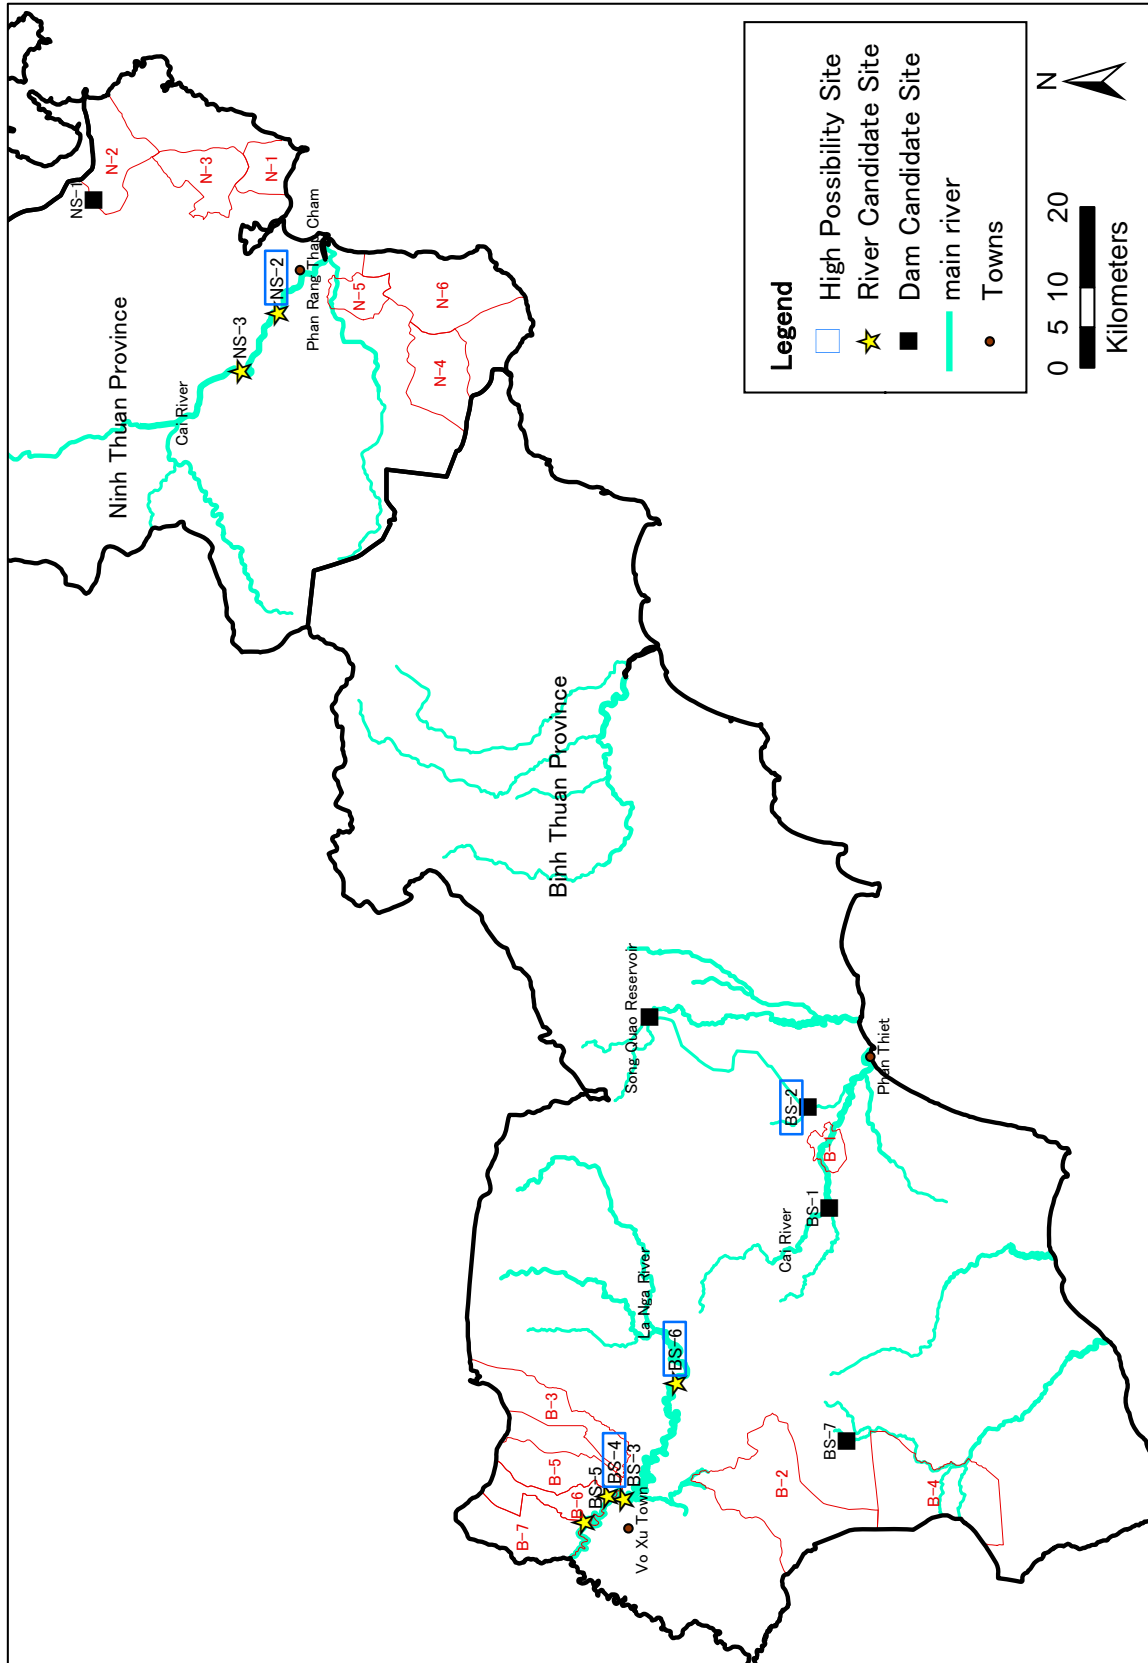 Ninh Thuan Province
Cai River
NS-3
NS-2
NS-1
N-2
N-3
N-1
Phan Rang Thap Cham
N-5
N-6
N-4
Binh Thuan Province
Song Quao Reservoir
BS-2
Phan Thiet
B-1
BS-1
Cai River
La Nga River
BS-6
B-3
B-5
BS-4
BS-3
BS-5
B-6
B-7
Vo Xu Town
B-2
BS-7
B-4
Legend
High Possibility Site
River Candidate Site
Dam Candidate Site
main river
Towns
N
0 5 10 20
Kilometers